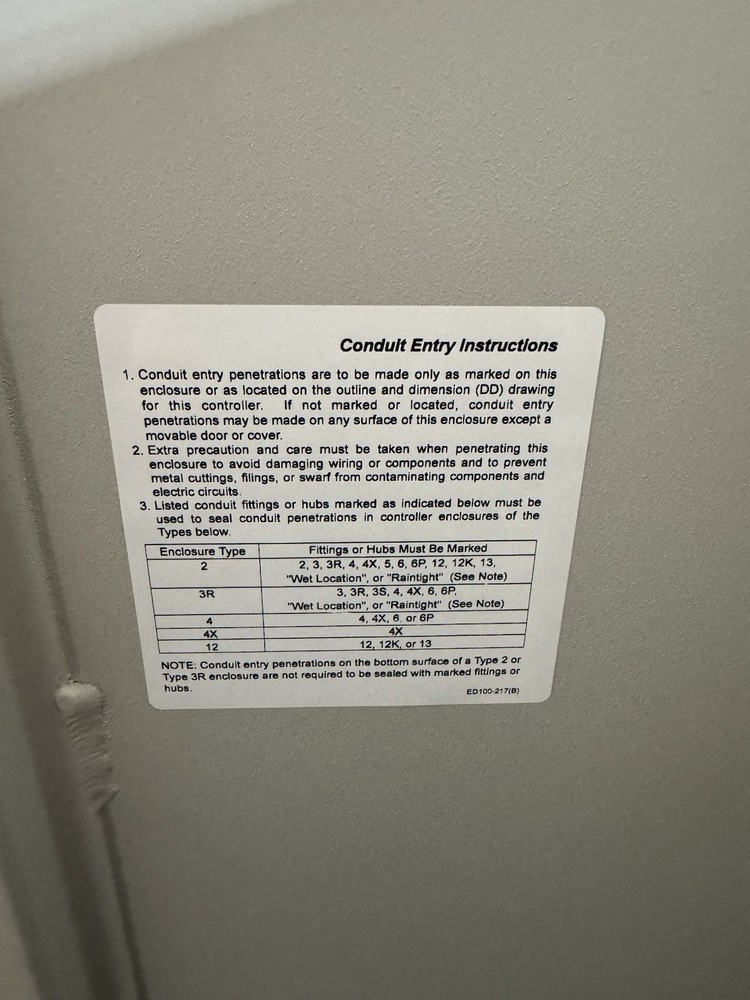 Conduit Entry Instructions
1. Conduit entry penetrations are to be made only as marked on this
enclosure or as located on the outline and dimension (DD) drawing
for this controller. If not marked or located, conduit entry
penetrations may be made on any surface of this enclosure except a
movable door or cover.
2. Extra precaution and care must be taken when penetrating this
enclosure to avoid damaging wiring or components and to prevent
metal cuttings, filings, or swarf from contaminating components and
electric circuits.
3. Listed conduit fittings or hubs marked as indicated below must be
used to seal conduit penetrations in controller enclosures of the
Types below.
Enclosure Type Fittings or Hubs Must Be Marked
2 2, 3, 3R, 4, 4X, 5, 6, 6P, 12, 12K, 13,
"Wet Location", or "Raintight" (See Note)
3R 3, 3R, 3S, 4, 4X, 6, 6P,
"Wet Location", or "Raintight" (See Note)
4 4, 4X, 6, or 6P
4X 4X
12 12, 12K, or 13
NOTE: Conduit entry penetrations on the bottom surface of a Type 2 or
Type 3R enclosure are not required to be sealed with marked fittings or
hubs.
ED100-217(B)